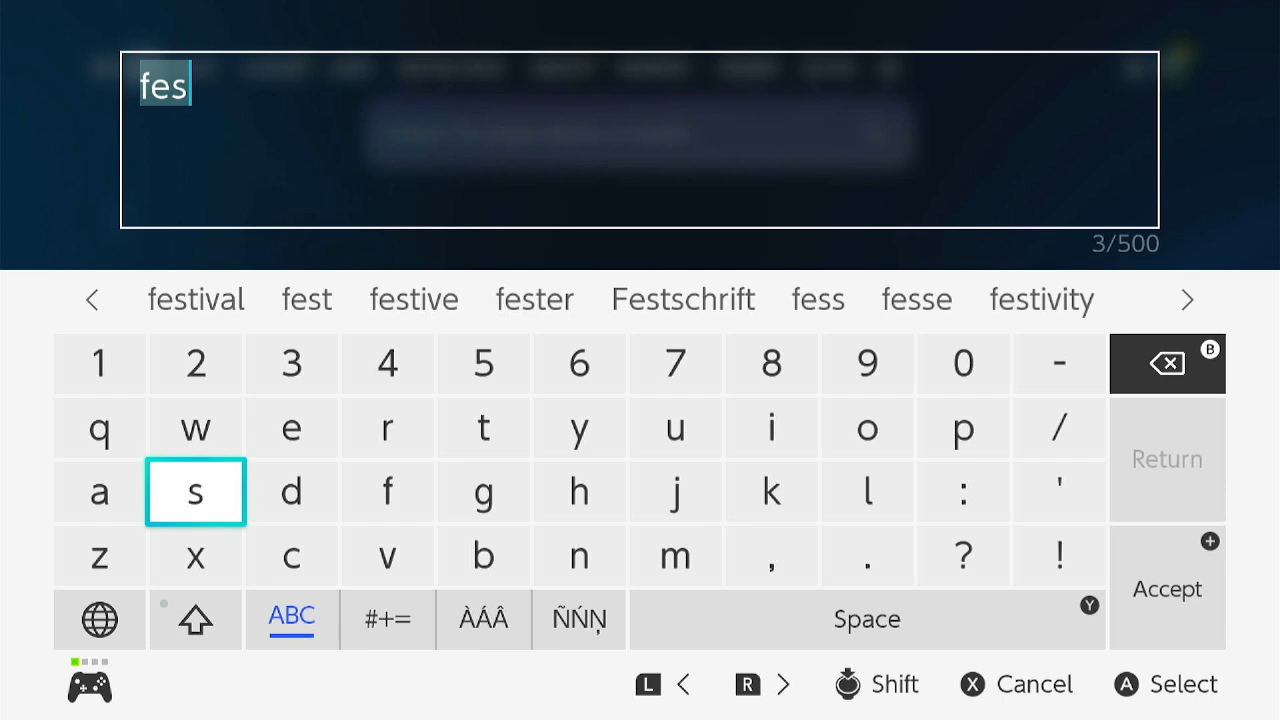 fes
3/500
festival fest festive fester Festschrift fess fesse festivity
1 2 3 4 5 6 7 8 9 0 - B
q w e r t y u i o p /
Return
a s d f g h j k l : '
z x c v b n m , . ? !
Accept
ABC #+= ÀÁÂ ÑŃŅ Space Y
L R Shift X Cancel A Select